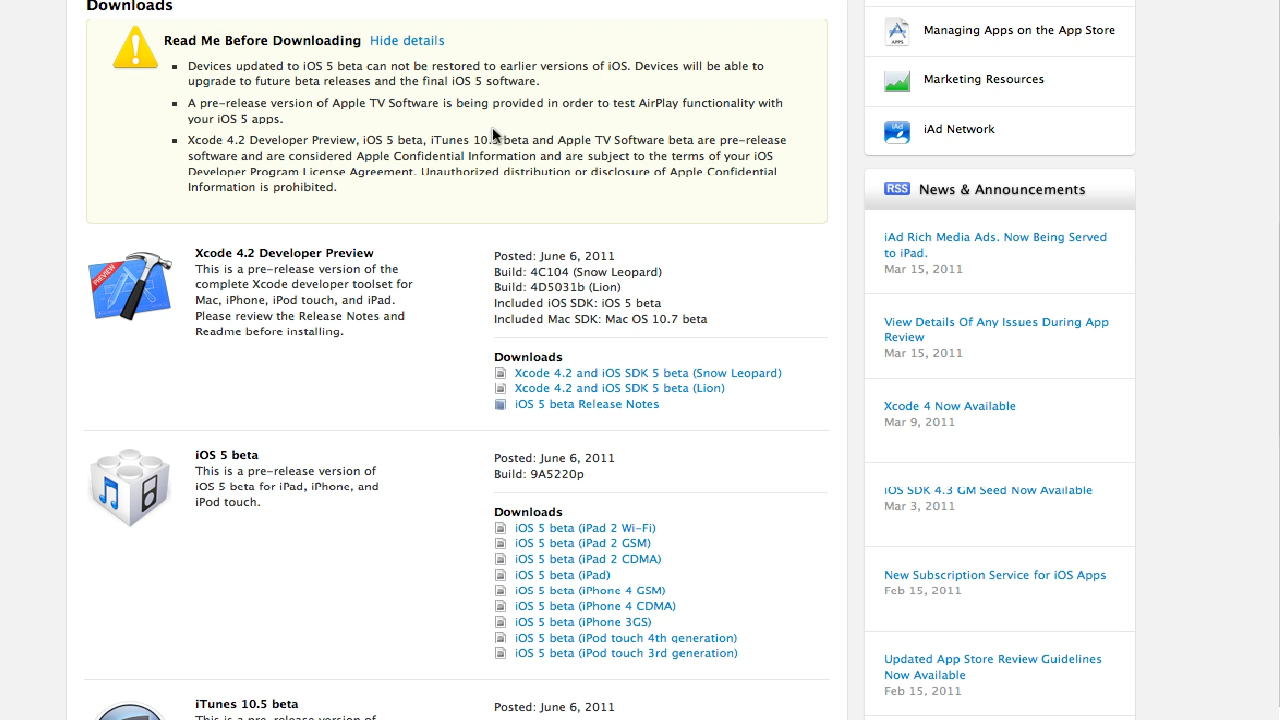 Downloads
Read Me Before Downloading Hide details
Devices updated to iOS 5 beta can not be restored to earlier versions of iOS. Devices will be able to
upgrade to future beta releases and the final iOS 5 software.
A pre-release version of Apple TV Software is being provided in order to test AirPlay functionality with
your iOS 5 apps.
Xcode 4.2 Developer Preview, iOS 5 beta, iTunes 10.5 beta and Apple TV Software beta are pre-release
software and are considered Apple Confidential Information and are subject to the terms of your iOS
Developer Program License Agreement. Unauthorized distribution or disclosure of Apple Confidential
Information is prohibited.
PREVIEW
Xcode 4.2 Developer Preview
This is a pre-release version of the
complete Xcode developer toolset for
Mac, iPhone, iPod touch, and iPad.
Please review the Release Notes and
Readme before installing.
Posted: June 6, 2011
Build: 4C104 (Snow Leopard)
Build: 4D5031b (Lion)
Included iOS SDK: iOS 5 beta
Included Mac SDK: Mac OS 10.7 beta
Downloads
Xcode 4.2 and iOS SDK 5 beta (Snow Leopard)
Xcode 4.2 and iOS SDK 5 beta (Lion)
iOS 5 beta Release Notes
iOS 5 beta
This is a pre-release version of
iOS 5 beta for iPad, iPhone, and
iPod touch.
Posted: June 6, 2011
Build: 9A5220p
Downloads
iOS 5 beta (iPad 2 Wi-Fi)
iOS 5 beta (iPad 2 GSM)
iOS 5 beta (iPad 2 CDMA)
iOS 5 beta (iPad)
iOS 5 beta (iPhone 4 GSM)
iOS 5 beta (iPhone 4 CDMA)
iOS 5 beta (iPhone 3GS)
iOS 5 beta (iPod touch 4th generation)
iOS 5 beta (iPod touch 3rd generation)
iTunes 10.5 beta
This is a pre-release version of
Posted: June 6, 2011
APPS
Managing Apps on the App Store
Marketing Resources
iAd
iAd Network
RSS News & Announcements
iAd Rich Media Ads. Now Being Served
to iPad.
Mar 15, 2011
View Details Of Any Issues During App
Review
Mar 15, 2011
Xcode 4 Now Available
Mar 9, 2011
iOS SDK 4.3 GM Seed Now Available
Mar 3, 2011
New Subscription Service for iOS Apps
Feb 15, 2011
Updated App Store Review Guidelines
Now Available
Feb 15, 2011